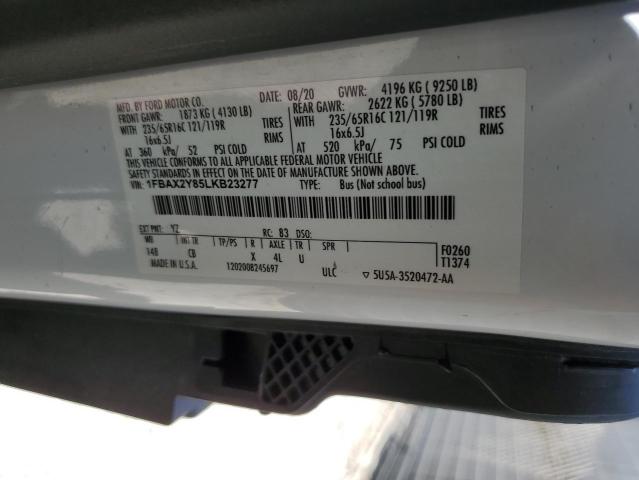 MFD. BY FORD MOTOR CO. DATE: 08/20 GVWR: 4196 KG ( 9250 LB)
FRONT GAWR: 1873 KG ( 4130 LB) REAR GAWR: 2622 KG ( 5780 LB)
WITH 235/65R16C 121/119R TIRES WITH 235/65R16C 121/119R TIRES
16x6.5J RIMS 16x6.5J RIMS
AT 360 kPa/ 52 PSI COLD AT 520 kPa/ 75 PSI COLD
THIS VEHICLE CONFORMS TO ALL APPLICABLE FEDERAL MOTOR VEHICLE
SAFETY STANDARDS IN EFFECT ON THE DATE OF MANUFACTURE SHOWN ABOVE.
VIN: 1FBAX2Y85LKB23277 TYPE: Bus (Not school bus)
EXT PNT: YZ RC: 83 DSO: F0260
WB INT TR TP/PS R AXLE TR SPR T1374
148 CB X 4L U
MADE IN U.S.A. 1202008245697 ULC ▽ 5U5A-3520472-AA